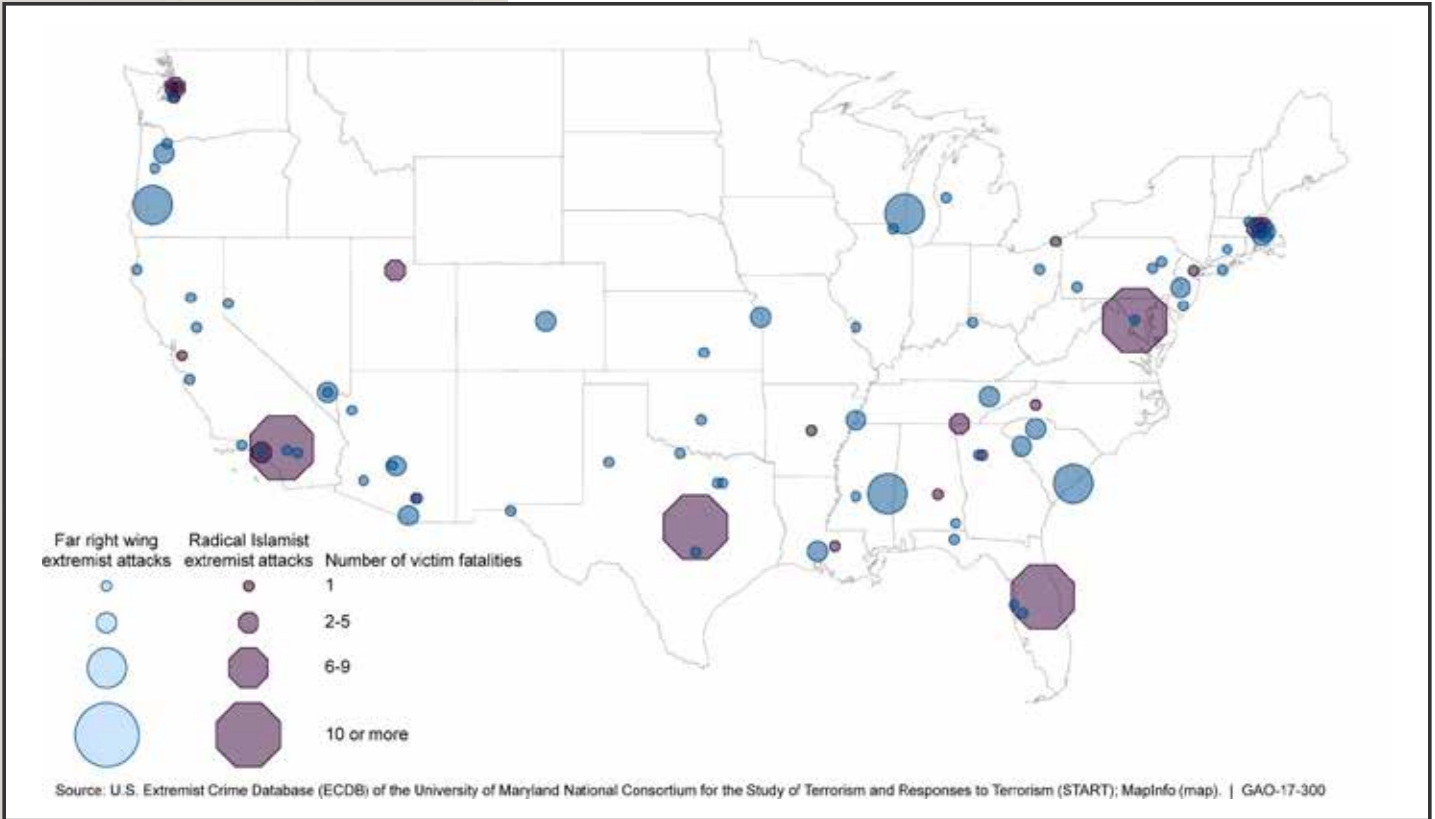 Far right wing
extremist attacks
Radical Islamist
extremist attacks
Number of victim fatalities
1
2-5
6-9
10 or more
Source: U.S. Extremist Crime Database (ECDB) of the University of Maryland National Consortium for the Study of Terrorism and Responses to Terrorism (START); MapInfo (map). | GAO-17-300